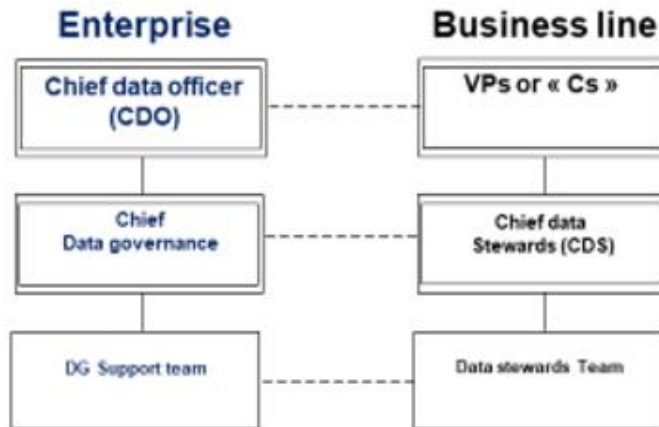 Enterprise
Business line
Chief data officer
(CDO)
VPs or « Cs »
Chief
Data governance
Chief data
Stewards (CDS)
DG Support team
Data stewards Team